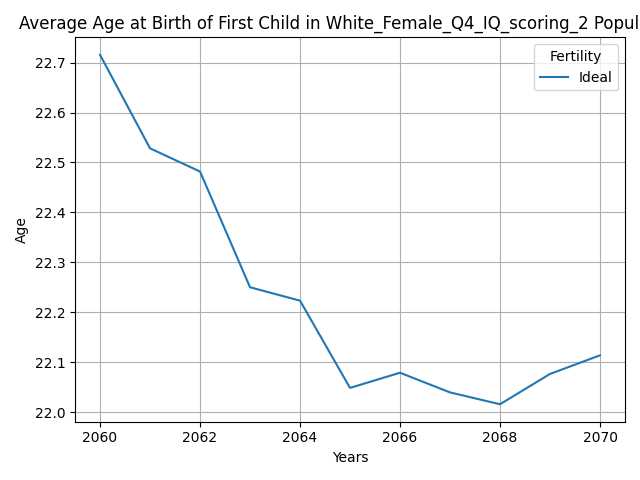 Average Age at Birth of First Child in White_Female_Q4_IQ_scoring_2 Popul
Fertility
Ideal
22.7
22.6
22.5
22.4
22.3
22.2
22.1
22.0
Age
2060 2062 2064 2066 2068 2070
Years